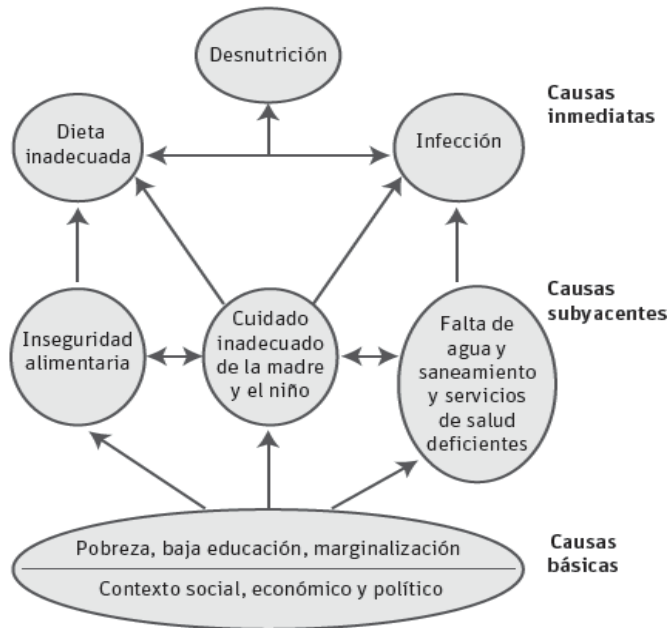 Desnutrición
Causas
inmediatas
Dieta
inadecuada
Infección
Causas
subyacentes
Inseguridad
alimentaria
Cuidado
inadecuado
de la madre
y el niño
Falta de
agua y
saneamiento
y servicios
de salud
deficientes
Pobreza, baja educación, marginalización
Contexto social, económico y político
Causas
básicas